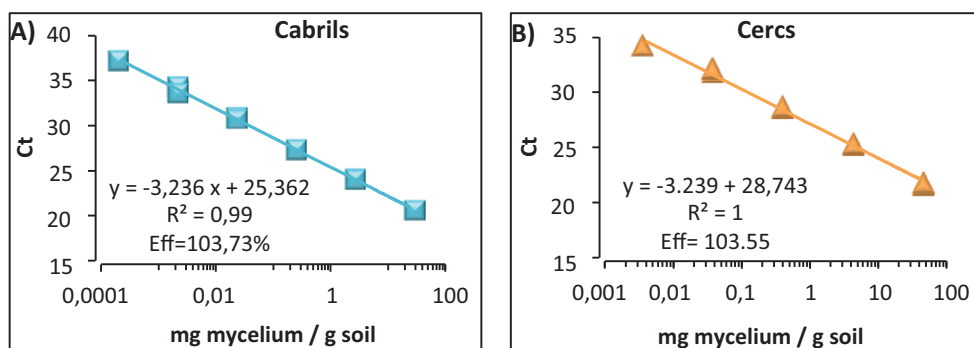 A)
Cabrils
40
35
30
25
20
15
Ct
y = -3,236 x + 25,362
R² = 0,99
Eff=103,73%
0,0001
0,01
1
100
mg mycelium / g soil
B)
Cercs
35
30
25
20
15
Ct
y = -3.239 + 28,743
R² = 1
Eff= 103.55
0,001
0,01
0,1
1
10
100
mg mycelium / g soil